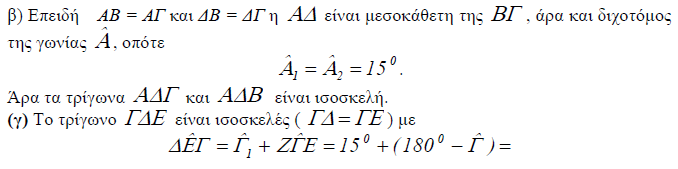 β) Επειδή ΑΒ = ΑΓ και ΔΒ = ΔΓ η ΑΔ είναι μεσοκάθετη της ΒΓ , άρα και διχοτόμος
της γωνίας Â , οπότε
Â₁ = Â₂ = 15⁰ .
Άρα τα τρίγωνα ΑΔΓ και ΑΔΒ είναι ισοσκελή.
(γ) Το τρίγωνο ΓΔΕ είναι ισοσκελές ( ΓΔ = ΓΕ ) με
ΔÊΓ = Γ̂₁ + ΖΓ̂Ε = 15⁰ + ( 180⁰ − Γ̂ ) =